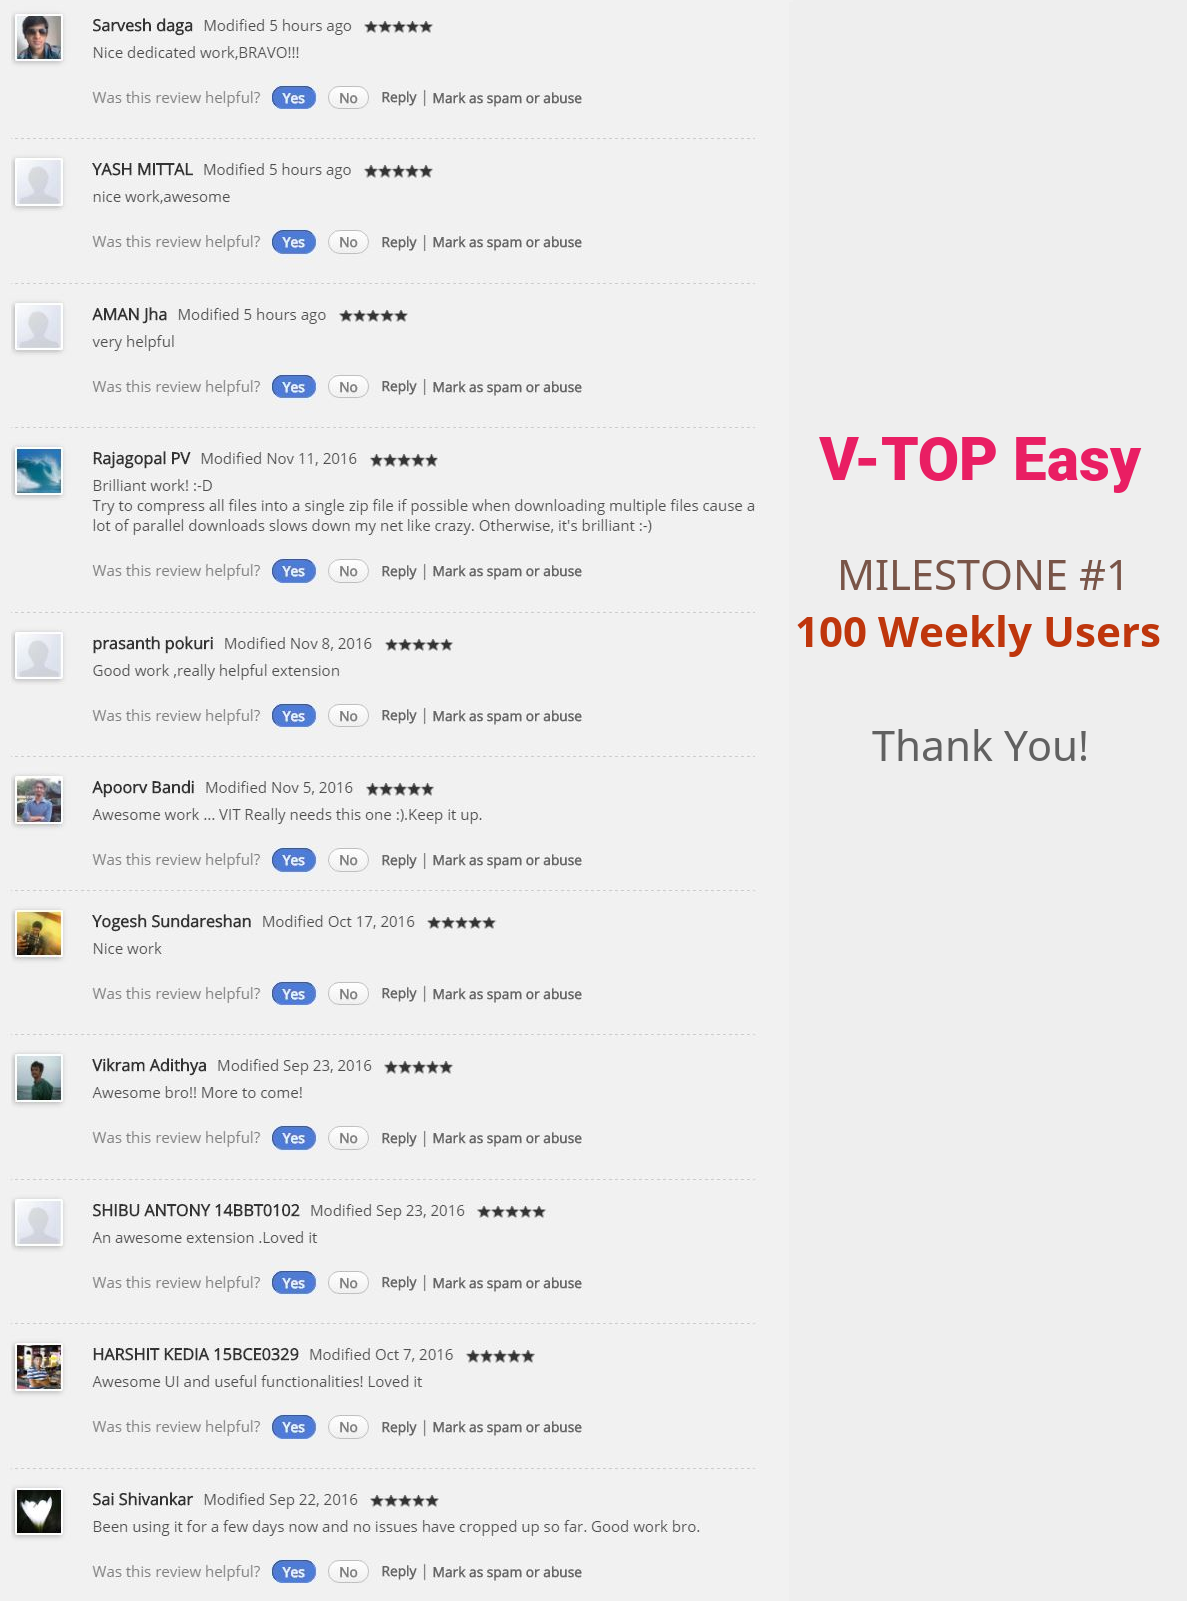 Sarvesh daga Modified 5 hours ago ★★★★★
Nice dedicated work,BRAVO!!!
Was this review helpful? Yes No Reply | Mark as spam or abuse
YASH MITTAL Modified 5 hours ago ★★★★★
nice work,awesome
Was this review helpful? Yes No Reply | Mark as spam or abuse
AMAN Jha Modified 5 hours ago ★★★★★
very helpful
Was this review helpful? Yes No Reply | Mark as spam or abuse
Rajagopal PV Modified Nov 11, 2016 ★★★★★
Brilliant work! :-D
Try to compress all files into a single zip file if possible when downloading multiple files cause a
lot of parallel downloads slows down my net like crazy. Otherwise, it's brilliant :-)
Was this review helpful? Yes No Reply | Mark as spam or abuse
prasanth pokuri Modified Nov 8, 2016 ★★★★★
Good work ,really helpful extension
Was this review helpful? Yes No Reply | Mark as spam or abuse
Apoorv Bandi Modified Nov 5, 2016 ★★★★★
Awesome work ... VIT Really needs this one :).Keep it up.
Was this review helpful? Yes No Reply | Mark as spam or abuse
Yogesh Sundareshan Modified Oct 17, 2016 ★★★★★
Nice work
Was this review helpful? Yes No Reply | Mark as spam or abuse
Vikram Adithya Modified Sep 23, 2016 ★★★★★
Awesome bro!! More to come!
Was this review helpful? Yes No Reply | Mark as spam or abuse
SHIBU ANTONY 14BBT0102 Modified Sep 23, 2016 ★★★★★
An awesome extension .Loved it
Was this review helpful? Yes No Reply | Mark as spam or abuse
HARSHIT KEDIA 15BCE0329 Modified Oct 7, 2016 ★★★★★
Awesome UI and useful functionalities! Loved it
Was this review helpful? Yes No Reply | Mark as spam or abuse
Sai Shivankar Modified Sep 22, 2016 ★★★★★
Been using it for a few days now and no issues have cropped up so far. Good work bro.
Was this review helpful? Yes No Reply | Mark as spam or abuse
V-TOP Easy
MILESTONE #1
100 Weekly Users
Thank You!